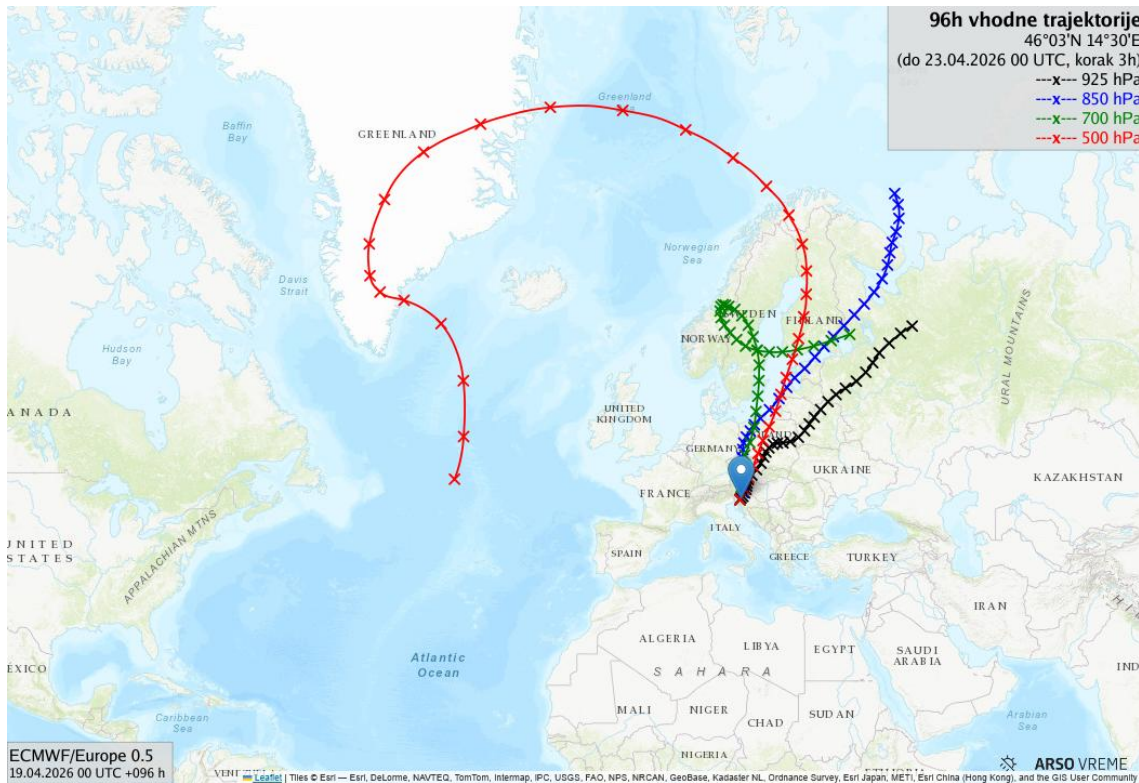 96h vhodne trajektorije
46°03'N 14°30'E
(do 23.04.2026 00 UTC, korak 3h)
---x--- 925 hPa
---x--- 850 hPa
---x--- 700 hPa
---x--- 500 hPa
Greenland
Baffin
Bay
GREENLAND
Norwegian
Sea
Davis
Strait
SWEDEN
FINLAND
NORWAY
URAL MOUNTAINS
Hudson
Bay
ANADA
UNITED
KINGDOM
GERMANY
UKRAINE
KAZAKHSTAN
FRANCE
ITALY
UNITED
STATES
APPALACHIAN MTNS
SPAIN
GREECE
TURKEY
IRAN
ALGERIA
LIBYA
EGYPT
SAUDI
ARABIA
Atlantic
Ocean
SAHARA
ÉXICO
IND
MALI
NIGER
CHAD
SUDAN
Caribbean
Sea
Arabian
Sea
NIGERIA
ECMWF/Europe 0.5
19.04.2026 00 UTC +096 h
ARSO VREME
Leaflet | Tiles © Esri — Esri, DeLorme, NAVTEQ, TomTom, Intermap, iPC, USGS, FAO, NPS, NRCAN, GeoBase, Kadaster NL, Ordnance Survey, Esri Japan, METI, Esri China (Hong Kong), and the GIS User Community